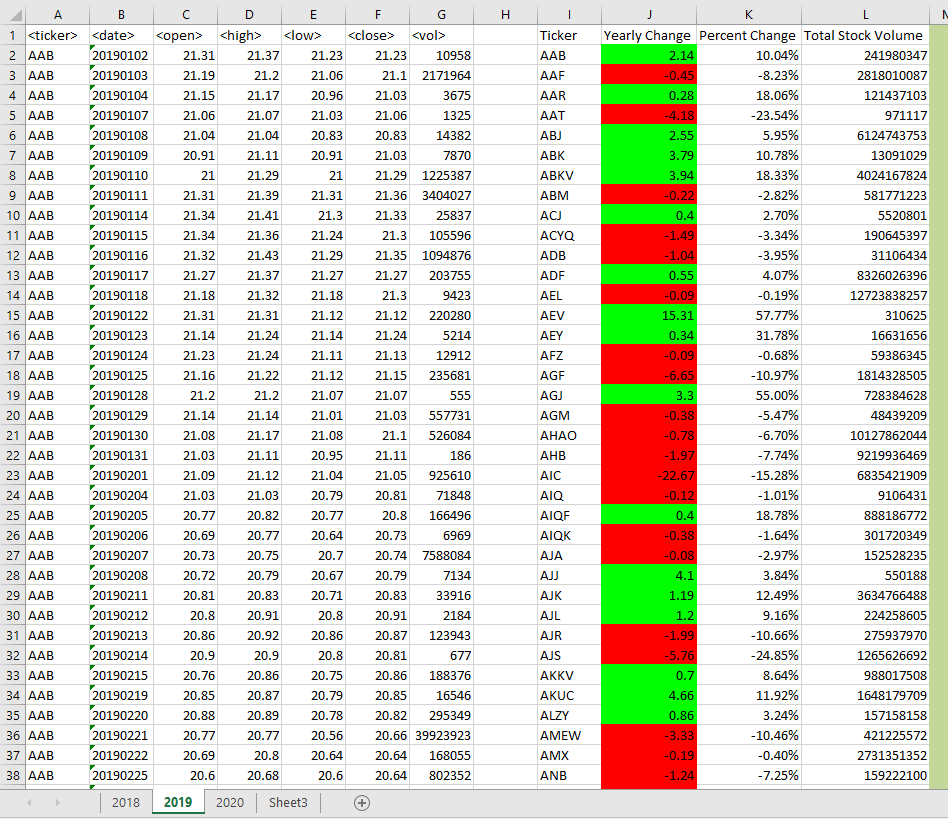 A B C D E F G H I J K L
1 <ticker> <date> <open> <high> <low> <close> <vol> Ticker Yearly Change Percent Change Total Stock Volume
2 AAB 20190102 21.31 21.37 21.23 21.23 10958 AAB 2.14 10.04% 241980347
3 AAB 20190103 21.19 21.2 21.06 21.1 2171964 AAF -0.45 -8.23% 2818010087
4 AAB 20190104 21.15 21.17 20.96 21.03 3675 AAR 0.28 18.06% 121437103
5 AAB 20190107 21.06 21.07 21.03 21.06 1325 AAT -4.18 -23.54% 971117
6 AAB 20190108 21.04 21.04 20.83 20.83 14382 ABJ 2.55 5.95% 6124743753
7 AAB 20190109 20.91 21.11 20.91 21.03 7870 ABK 3.79 10.78% 13091029
8 AAB 20190110 21 21.29 21 21.29 1225387 ABKV 3.94 18.33% 4024167824
9 AAB 20190111 21.31 21.39 21.31 21.36 3404027 ABM -0.22 -2.82% 581771223
10 AAB 20190114 21.34 21.41 21.3 21.33 25837 ACJ 0.4 2.70% 5520801
11 AAB 20190115 21.34 21.36 21.24 21.3 105596 ACYQ -1.49 -3.34% 190645397
12 AAB 20190116 21.32 21.43 21.29 21.35 1094876 ADB -1.04 -3.95% 31106434
13 AAB 20190117 21.27 21.37 21.27 21.27 203755 ADF 0.55 4.07% 8326026396
14 AAB 20190118 21.18 21.32 21.18 21.3 9423 AEL -0.09 -0.19% 12723838257
15 AAB 20190122 21.31 21.31 21.12 21.12 220280 AEV 15.31 57.77% 310625
16 AAB 20190123 21.14 21.24 21.14 21.24 5214 AEY 0.34 31.78% 16631656
17 AAB 20190124 21.23 21.24 21.11 21.13 12912 AFZ -0.09 -0.68% 59386345
18 AAB 20190125 21.16 21.22 21.12 21.15 235681 AGF -6.65 -10.97% 1814328505
19 AAB 20190128 21.2 21.2 21.07 21.07 555 AGJ 3.3 55.00% 728384628
20 AAB 20190129 21.14 21.14 21.01 21.03 557731 AGM -0.38 -5.47% 48439209
21 AAB 20190130 21.08 21.17 21.08 21.1 526084 AHAO -0.78 -6.70% 10127862044
22 AAB 20190131 21.03 21.11 20.95 21.11 186 AHB -1.97 -7.74% 9219936469
23 AAB 20190201 21.09 21.12 21.04 21.05 925610 AIC -22.67 -15.28% 6835421909
24 AAB 20190204 21.03 21.03 20.79 20.81 71848 AIQ -0.12 -1.01% 9106431
25 AAB 20190205 20.77 20.82 20.77 20.8 166496 AIQF 0.4 18.78% 888186772
26 AAB 20190206 20.69 20.77 20.64 20.73 6969 AIQK -0.38 -1.64% 301720349
27 AAB 20190207 20.73 20.75 20.7 20.74 7588084 AJA -0.08 -2.97% 152528235
28 AAB 20190208 20.72 20.79 20.67 20.79 7134 AJJ 4.1 3.84% 550188
29 AAB 20190211 20.81 20.83 20.71 20.83 33916 AJK 1.19 12.49% 3634766488
30 AAB 20190212 20.8 20.91 20.8 20.91 2184 AJL 1.2 9.16% 224258605
31 AAB 20190213 20.86 20.92 20.86 20.87 123943 AJR -1.99 -10.66% 275937970
32 AAB 20190214 20.9 20.9 20.8 20.81 677 AJS -5.76 -24.85% 1265626692
33 AAB 20190215 20.76 20.86 20.75 20.86 188376 AKKV 0.7 8.64% 988017508
34 AAB 20190219 20.85 20.87 20.79 20.85 16546 AKUC 4.66 11.92% 1648179709
35 AAB 20190220 20.88 20.89 20.78 20.82 295349 ALZY 0.86 3.24% 157158158
36 AAB 20190221 20.77 20.77 20.56 20.66 39923923 AMEW -3.33 -10.46% 421225572
37 AAB 20190222 20.69 20.8 20.64 20.64 168055 AMX -0.19 -0.40% 2731351352
38 AAB 20190225 20.6 20.68 20.6 20.64 802352 ANB -1.24 -7.25% 159222100
2018 2019 2020 Sheet3